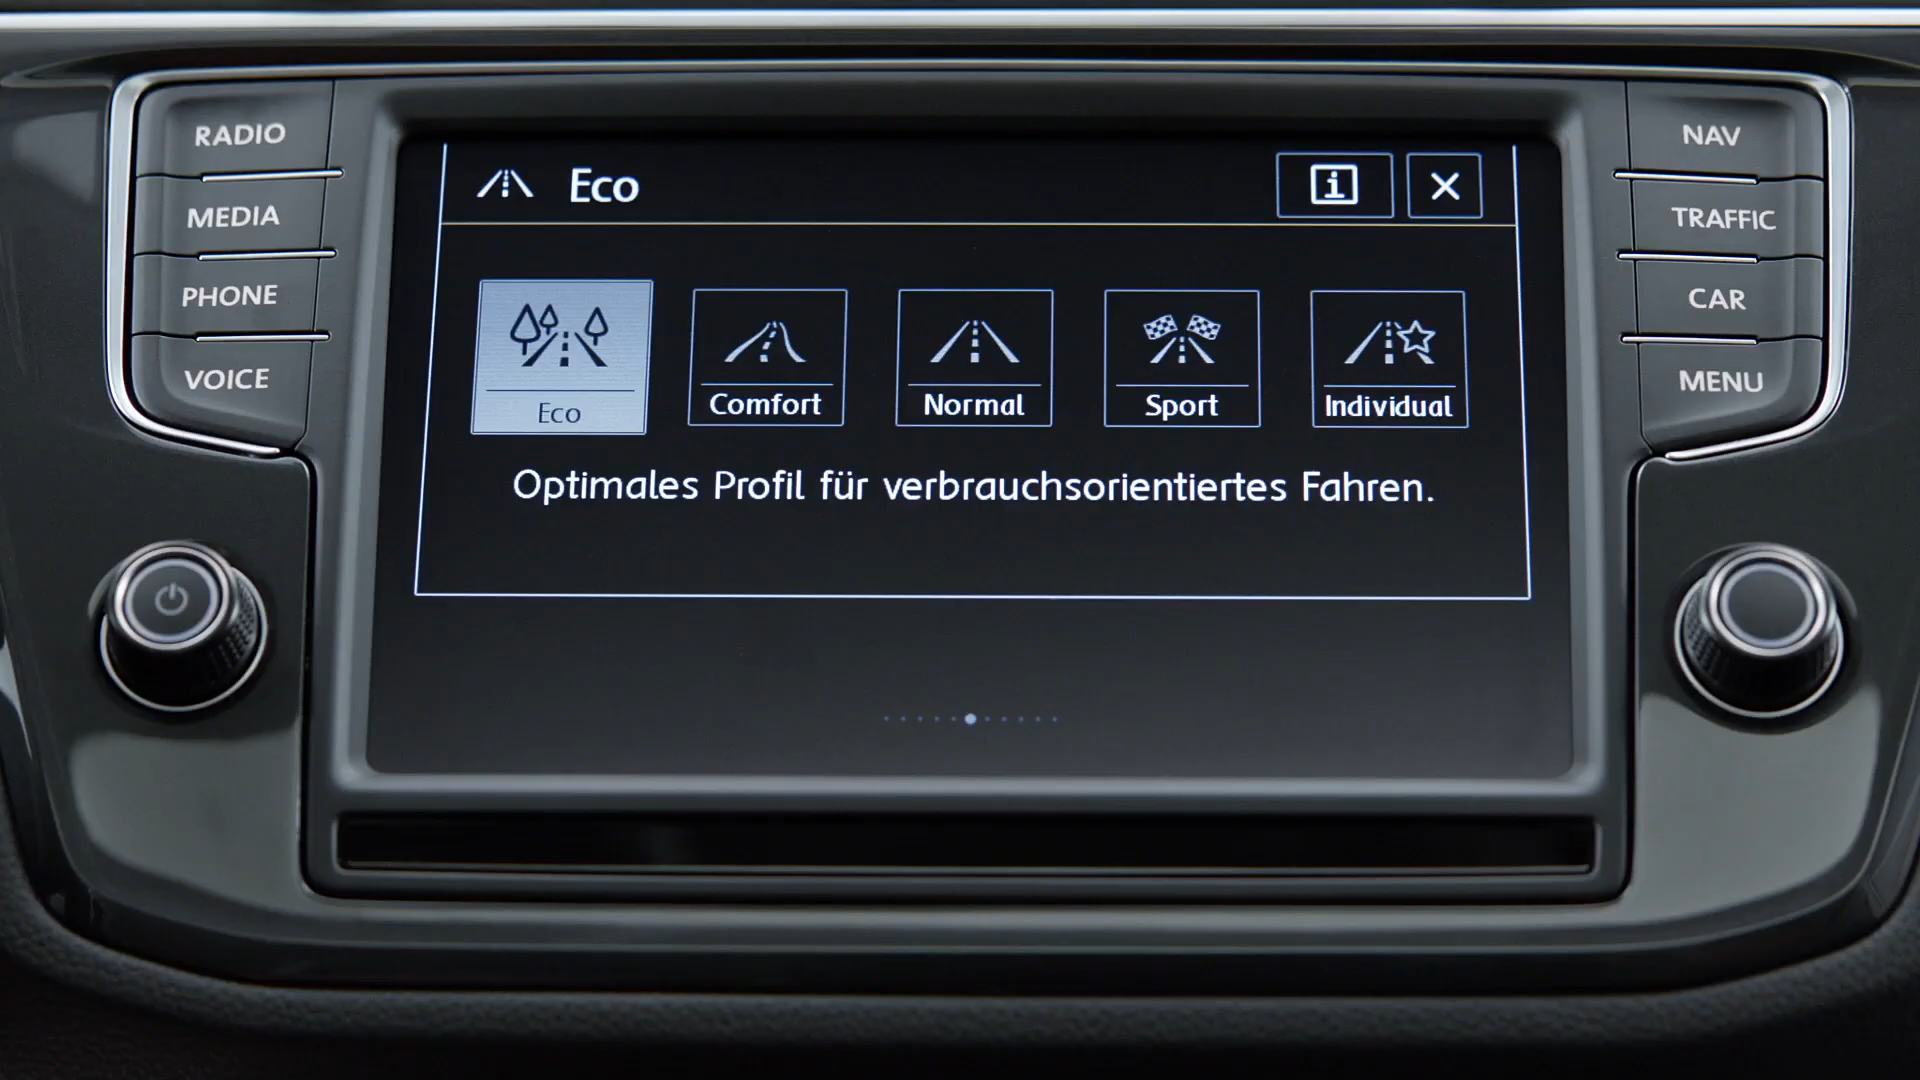 RADIO
MEDIA
PHONE
VOICE
Eco
Eco
Comfort
Normal
Sport
Individual
Optimales Profil für verbrauchsorientiertes Fahren.
NAV
TRAFFIC
CAR
MENU